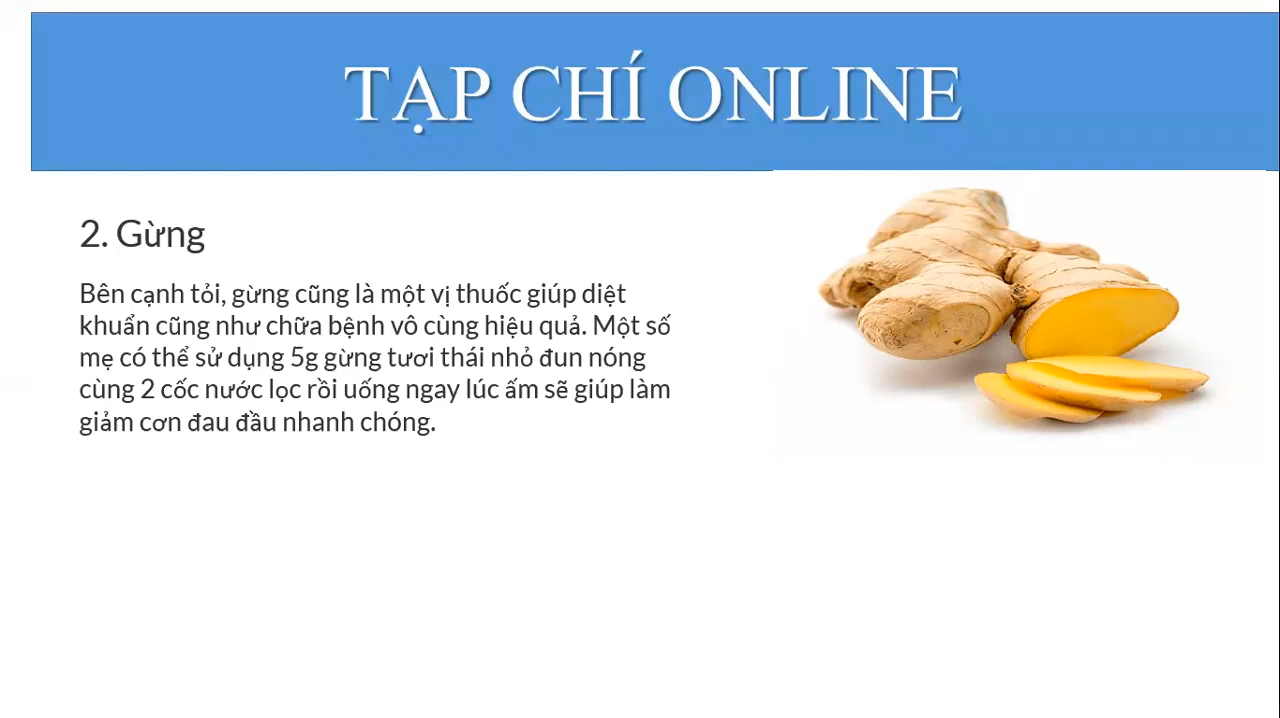 TẠP CHÍ ONLINE
2. Gừng
Bên cạnh tỏi, gừng cũng là một vị thuốc giúp diệt
khuẩn cũng như chữa bệnh vô cùng hiệu quả. Một số
mẹ có thể sử dụng 5g gừng tươi thái nhỏ đun nóng
cùng 2 cốc nước lọc rồi uống ngay lúc ấm sẽ giúp làm
giảm cơn đau đầu nhanh chóng.